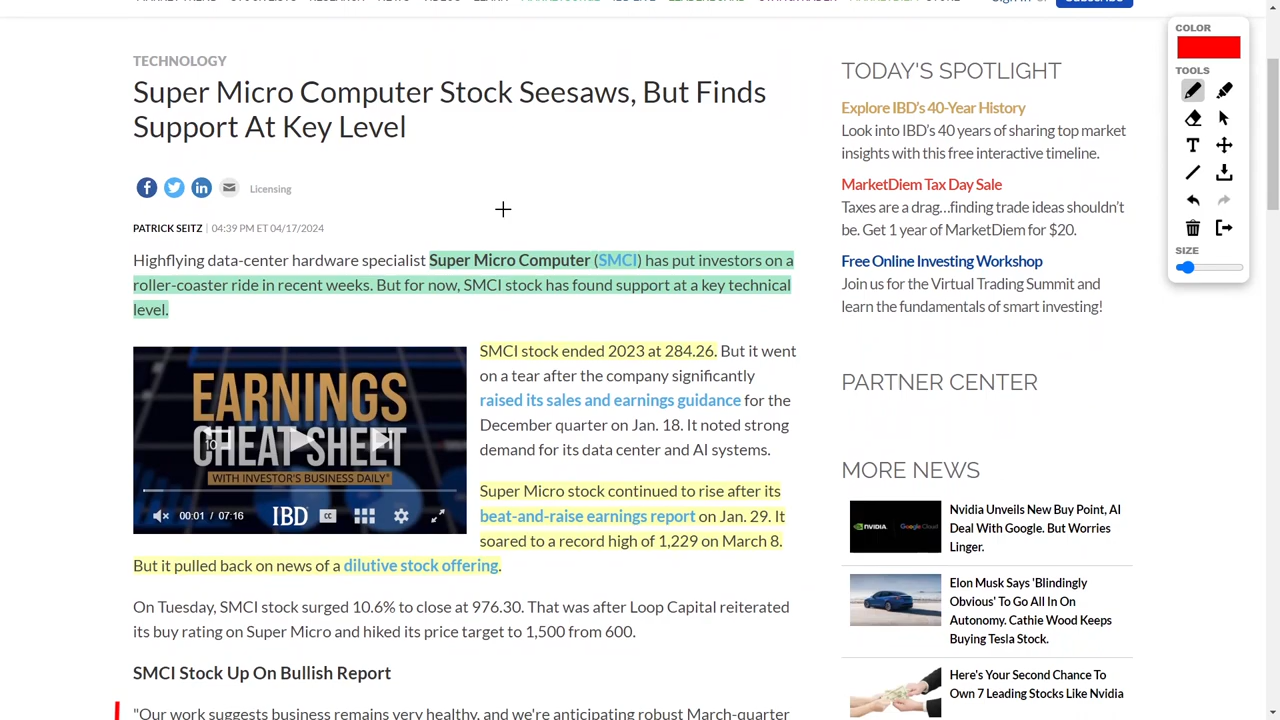 TECHNOLOGY
Super Micro Computer Stock Seesaws, But Finds
Support At Key Level
Licensing
PATRICK SEITZ | 04:39 PM ET 04/17/2024
Highflying data-center hardware specialist Super Micro Computer (SMCI) has put investors on a
roller-coaster ride in recent weeks. But for now, SMCI stock has found support at a key technical
level.
EARNINGS
CHEAT SHEET
WITH INVESTOR'S BUSINESS DAILY
10
00:01 / 07:16
IBD
CC
SMCI stock ended 2023 at 284.26. But it went
on a tear after the company significantly
raised its sales and earnings guidance for the
December quarter on Jan. 18. It noted strong
demand for its data center and AI systems.
Super Micro stock continued to rise after its
beat-and-raise earnings report on Jan. 29. It
soared to a record high of 1,229 on March 8.
But it pulled back on news of a dilutive stock offering.
On Tuesday, SMCI stock surged 10.6% to close at 976.30. That was after Loop Capital reiterated
its buy rating on Super Micro and hiked its price target to 1,500 from 600.
SMCI Stock Up On Bullish Report
"Our work suggests business remains very healthy, and we're anticipating robust March-quarter
TODAY'S SPOTLIGHT
Explore IBD's 40-Year History
Look into IBD's 40 years of sharing top market
insights with this free interactive timeline.
MarketDiem Tax Day Sale
Taxes are a drag…finding trade ideas shouldn't
be. Get 1 year of MarketDiem for $20.
Free Online Investing Workshop
Join us for the Virtual Trading Summit and
learn the fundamentals of smart investing!
PARTNER CENTER
MORE NEWS
NVIDIA Google Cloud
Nvidia Unveils New Buy Point, AI
Deal With Google. But Worries
Linger.
Elon Musk Says 'Blindingly
Obvious' To Go All In On
Autonomy. Cathie Wood Keeps
Buying Tesla Stock.
Here's Your Second Chance To
Own 7 Leading Stocks Like Nvidia
COLOR
TOOLS
T
SIZE